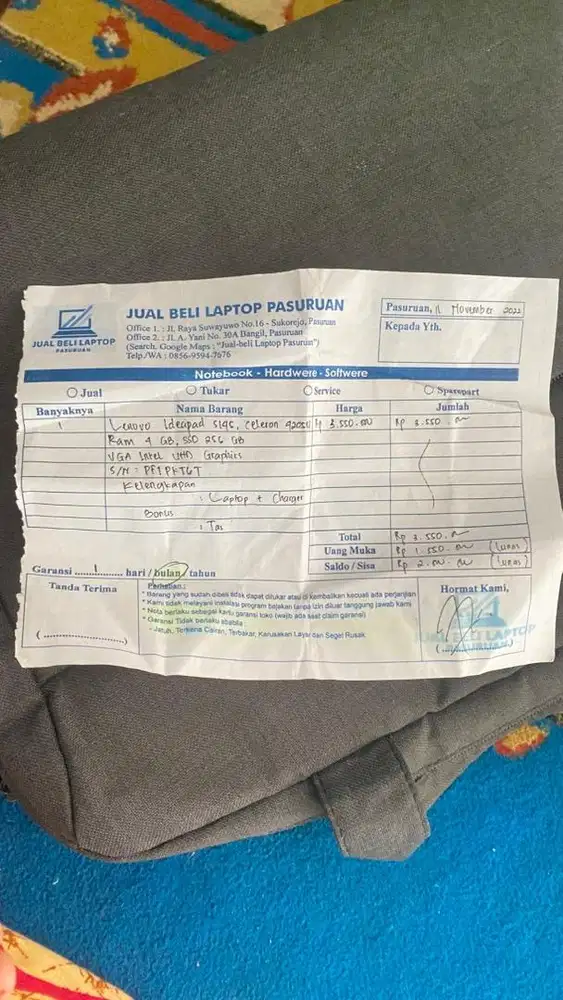 JUAL BELI LAPTOP PASURUAN
Office 1. : Jl. Raya Suwayuwo No.16 - Sukorejo, Pasuruan
Office 2. : Jl. A. Yani No. 30A Bangil, Pasuruan
(Search. Google Maps : "Jual-beli Laptop Pasuruan")
Telp./WA : 0856-9594-7676
JUAL BELI LAPTOP
PASURUAN
Pasuruan, 11 November 2022
Kepada Yth.
Notebook - Hardwere - Softwere
Jual Tukar Service Sparepart
Banyaknya Nama Barang Harga Jumlah
1 Lenovo Ideapad S145, Celeron 4205U Rp 3.550.000 Rp 3.550.
Ram 4 GB, SSD 256 GB
VGA Intel UHD Graphics
S/N :
Kelengkapan
: Laptop + Charger
Bonus
: Tas
Total Rp 3.550.
Uang Muka Rp 1.550.000 (Lunas)
Saldo / Sisa Rp 2.000.000 (Lunas)
Garansi 1 hari / bulan / tahun
Tanda Terima
(........................)
Perhatian :
* Barang yang sudah dibeli tidak dapat ditukar atau di kembalikan kecuali ada perjanjian
* Kami tidak melayani instalasi program bajakan tanpa izin diluar tanggung jawab kami
* Nota berlaku sebagai kartu garansi toko (wajib ada saat claim garansi)
* Garansi Tidak berlaku apabila
- Jatuh, Terkena Cairan, Terbakar, Kerusakan Layar dan Segel Rusak
Hormat Kami,
JUAL BELI LAPTOP
PASURUAN
(........................)